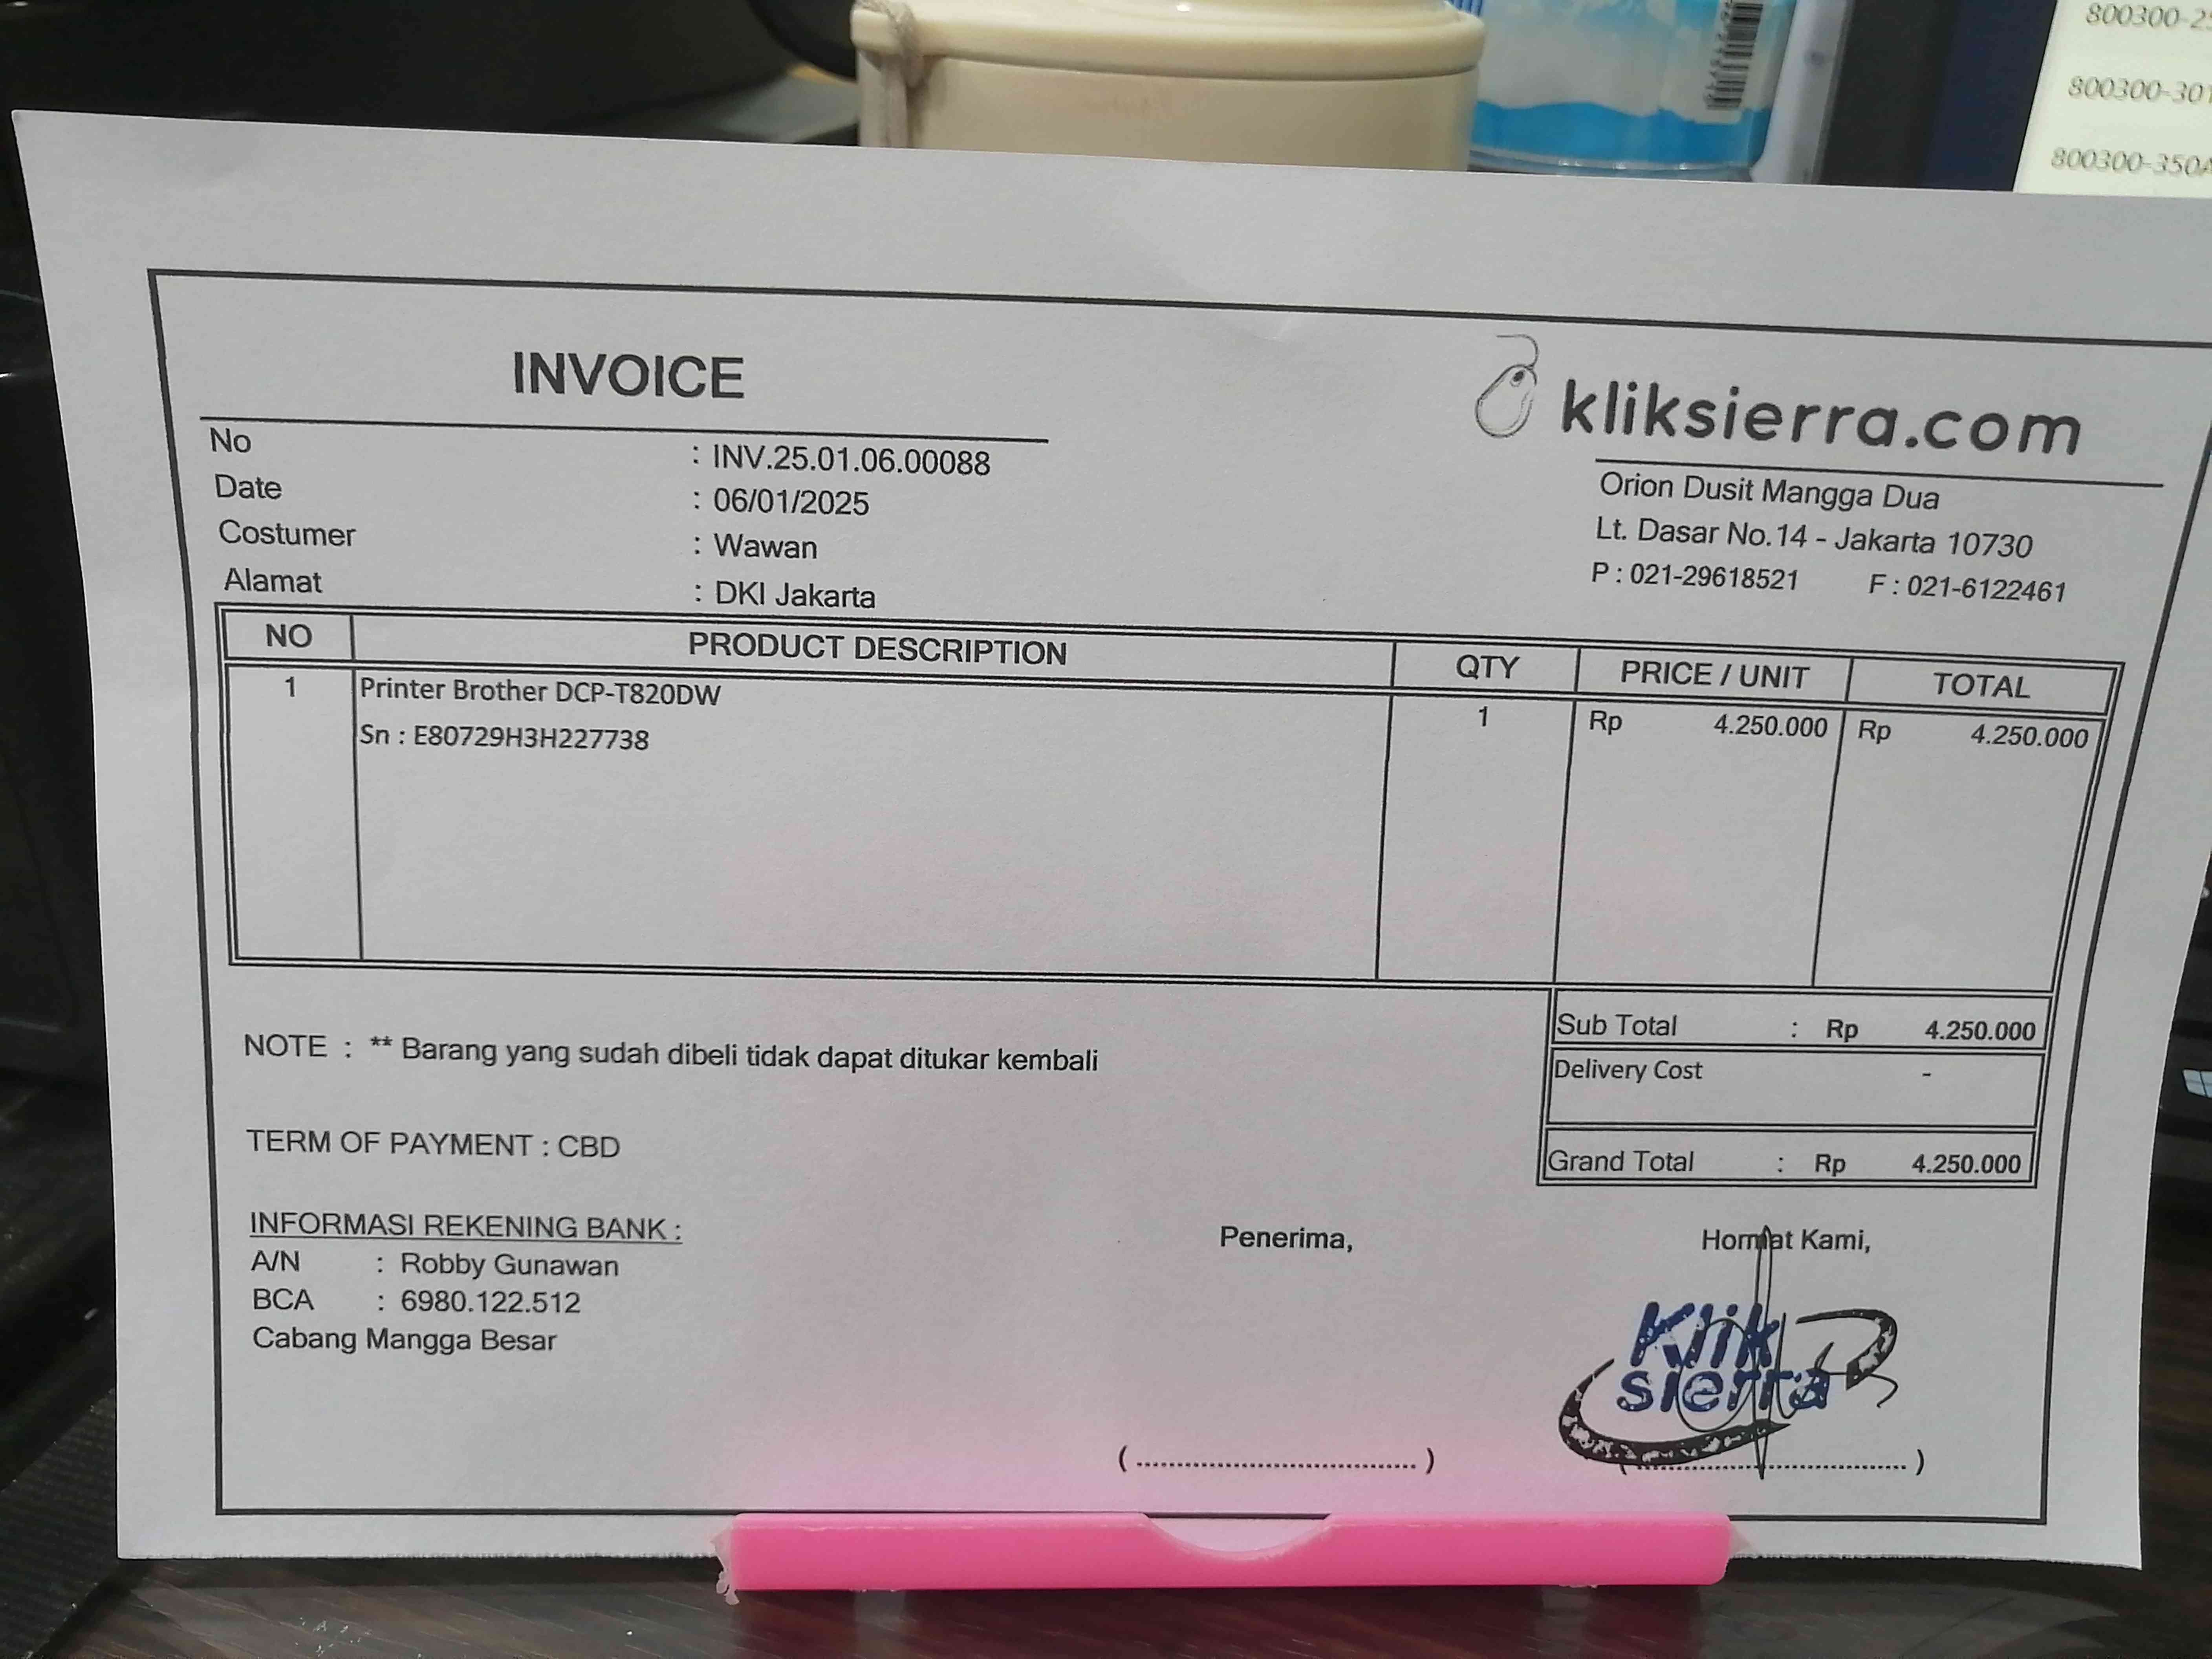 800300-301
800300-350A
INVOICE
kliksierra.com
Orion Dusit Mangga Dua
Lt. Dasar No.14 - Jakarta 10730
P : 021-29618521 F : 021-6122461
No : INV.25.01.06.00088
Date : 06/01/2025
Costumer : Wawan
Alamat : DKI Jakarta
NO PRODUCT DESCRIPTION QTY PRICE / UNIT TOTAL
1 Printer Brother DCP-T820DW 1 Rp 4.250.000 Rp 4.250.000
Sn : E80729H3H227738
Sub Total : Rp 4.250.000
Delivery Cost -
Grand Total : Rp 4.250.000
NOTE : ** Barang yang sudah dibeli tidak dapat ditukar kembali
TERM OF PAYMENT : CBD
INFORMASI REKENING BANK :
A/N : Robby Gunawan
BCA : 6980.122.512
Cabang Mangga Besar
Penerima,
(........................................)
Hormat Kami,
Klik
sierra
(........................................)